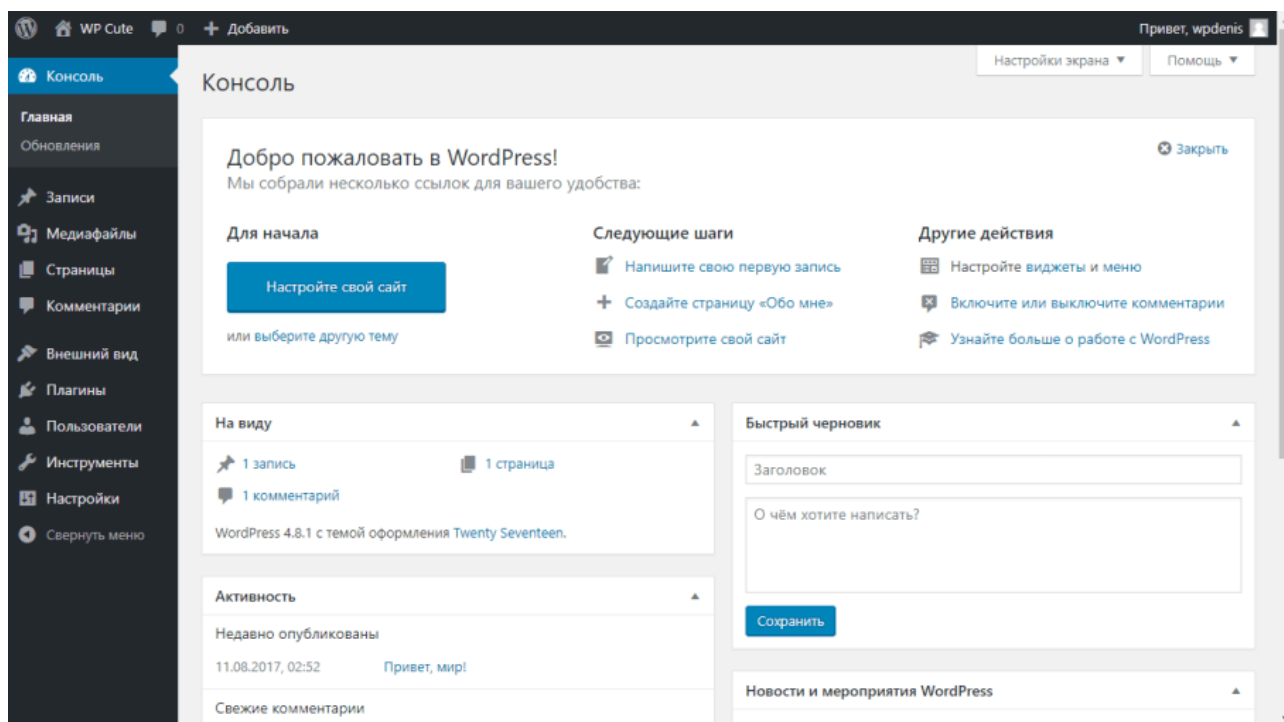 WP Cute 0 Добавить Привет, wpdenis
Настройки экрана Помощь
Консоль
Главная
Обновления
Записи
Медиафайлы
Страницы
Комментарии
Внешний вид
Плагины
Пользователи
Инструменты
Настройки
Свернуть меню
Консоль
Добро пожаловать в WordPress!
Закрыть
Мы собрали несколько ссылок для вашего удобства:
Для начала
Настройте свой сайт
или выберите другую тему
Следующие шаги
Напишите свою первую запись
Создайте страницу «Обо мне»
Просмотрите свой сайт
Другие действия
Настройте виджеты и меню
Включите или выключите комментарии
Узнайте больше о работе с WordPress
На виду
1 запись 1 страница
1 комментарий
WordPress 4.8.1 с темой оформления Twenty Seventeen.
Активность
Недавно опубликованы
11.08.2017, 02:52 Привет, мир!
Свежие комментарии
Быстрый черновик
Заголовок
О чём хотите написать?
Сохранить
Новости и мероприятия WordPress